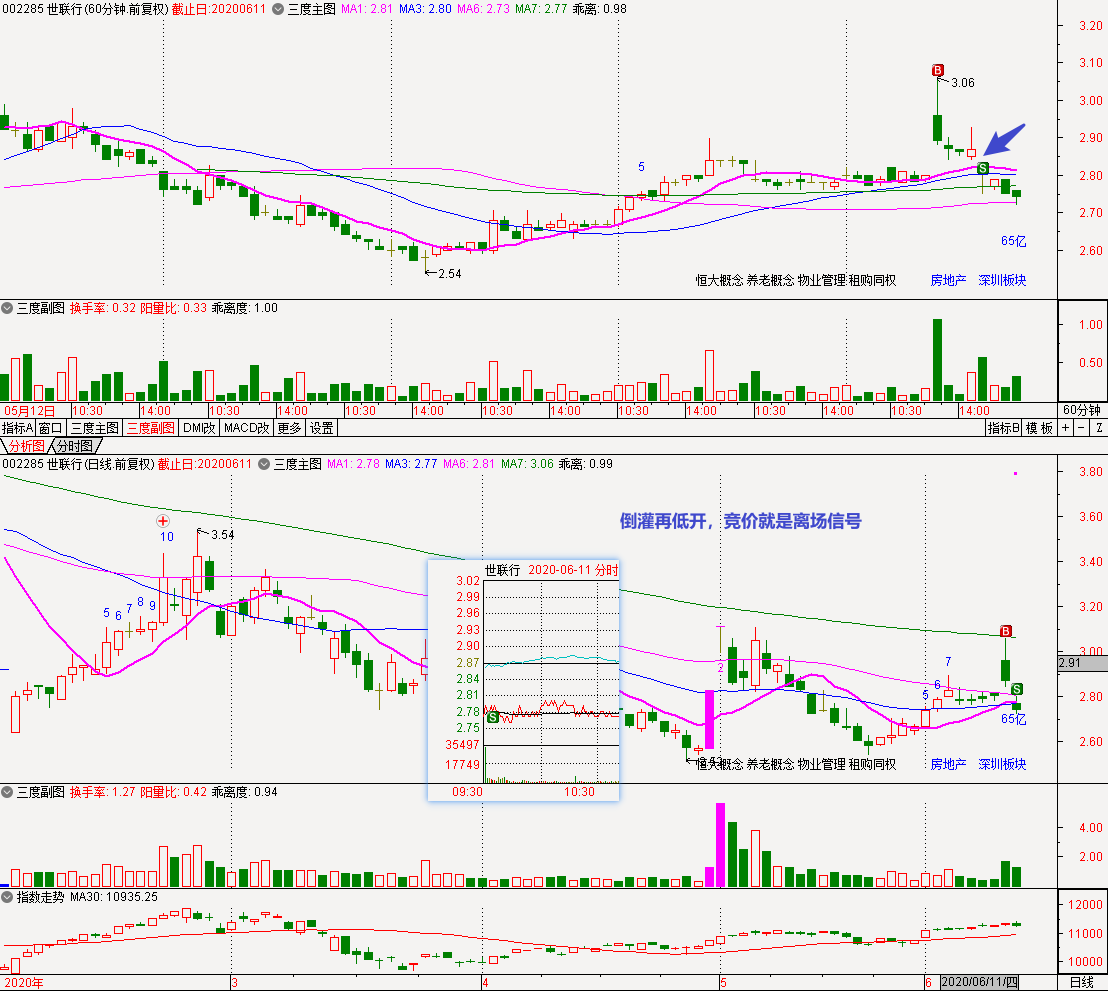 002285 世联行(60分钟.前复权) 截止日:20200611 三度主图 MA1: 2.81 MA3: 2.80 MA6: 2.73 MA7: 2.77 乖离: 0.98
3.20
3.10
B
3.06
3.00
2.90
5
S
2.80
2.70
65亿
2.60
2.54
恒大概念 养老概念 物业管理 租购同权 房地产 深圳板块
三度副图 换手率: 0.32 阳量比: 0.33 乖离度: 1.00
1.00
0.50
05月12日 10:30 14:00 10:30 14:00 10:30 14:00 10:30 14:00 10:30 14:00 10:30 14:00 10:30 14:00 60分钟
指标A 窗口 三度主图 三度副图 DMI改 MACD改 更多 设置 指标B 模板 + - Z
分析图 分时图
002285 世联行(日线.前复权) 截止日:20200611 三度主图 MA1: 2.78 MA3: 2.77 MA6: 2.81 MA7: 3.06 乖离: 0.99
3.80
倒灌再低开，竞价就是离场信号
3.60
10
3.54
3.40
世联行 2020-06-11 分时
3.02
2.99
2.96
2.93
2.90
2.87
2.84
2.81
2.78
S
2.75
35497
17749
09:30 10:30
5 6 7 8 9
3.20
B
3.00
2.91
2
5 6 7
S
2.80
65亿
2.60
恒大概念 养老概念 物业管理 租购同权 房地产 深圳板块
三度副图 换手率: 1.27 阳量比: 0.42 乖离度: 0.94
4.00
2.00
指数走势 MA30: 10935.25
12000
11000
10000
2020年 3 4 5 6 2020/06/11/四 日线